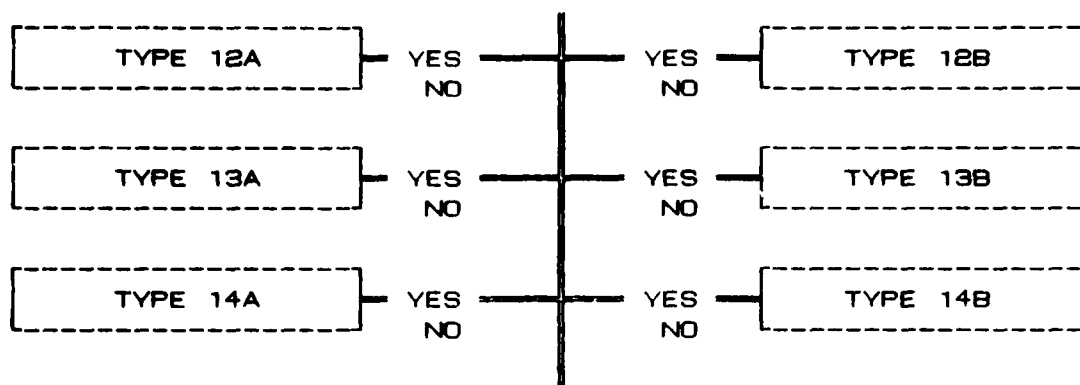 TYPE 12A YES YES TYPE 12B
NO NO
TYPE 13A YES YES TYPE 13B
NO NO
TYPE 14A YES YES TYPE 14B
NO NO